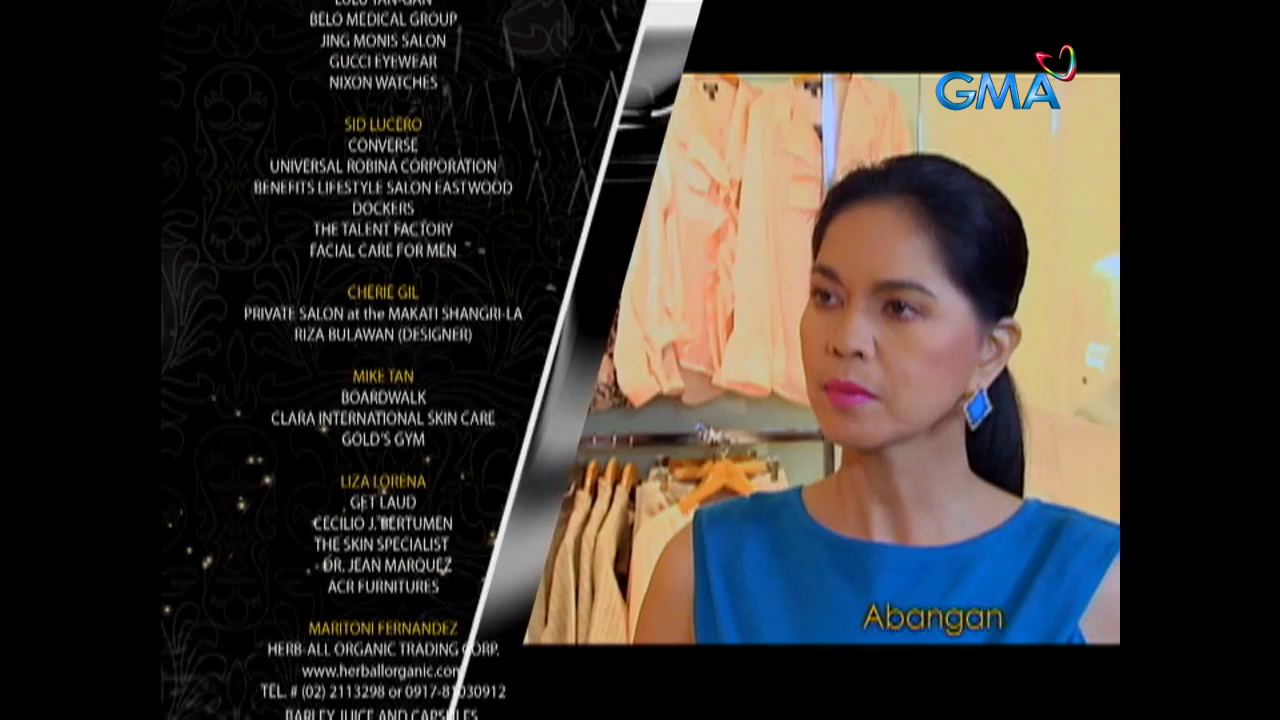 LULU TAN-GAN
BELO MEDICAL GROUP
JING MONIS SALON
GUCCI EYEWEAR
NIXON WATCHES
SID LUCERO
CONVERSE
UNIVERSAL ROBINA CORPORATION
BENEFITS LIFESTYLE SALON EASTWOOD
DOCKERS
THE TALENT FACTORY
FACIAL CARE FOR MEN
CHERIE GIL
PRIVATE SALON at the MAKATI SHANGRI-LA
RIZA BULAWAN (DESIGNER)
MIKE TAN
BOARDWALK
CLARA INTERNATIONAL SKIN CARE
GOLD'S GYM
LIZA LORENA
GET LAUD
CECILIO J. BERTUMEN
THE SKIN SPECIALIST
DR. JEAN MARQUEZ
ACR FURNITURES
MARITONI FERNANDEZ
HERB-ALL ORGANIC TRADING CORP.
www.herballorganic.com
TEL. # (02) 2113298 or 0917-81030912
BARLEY JUICE AND CAPSULES
GMA
Abangan